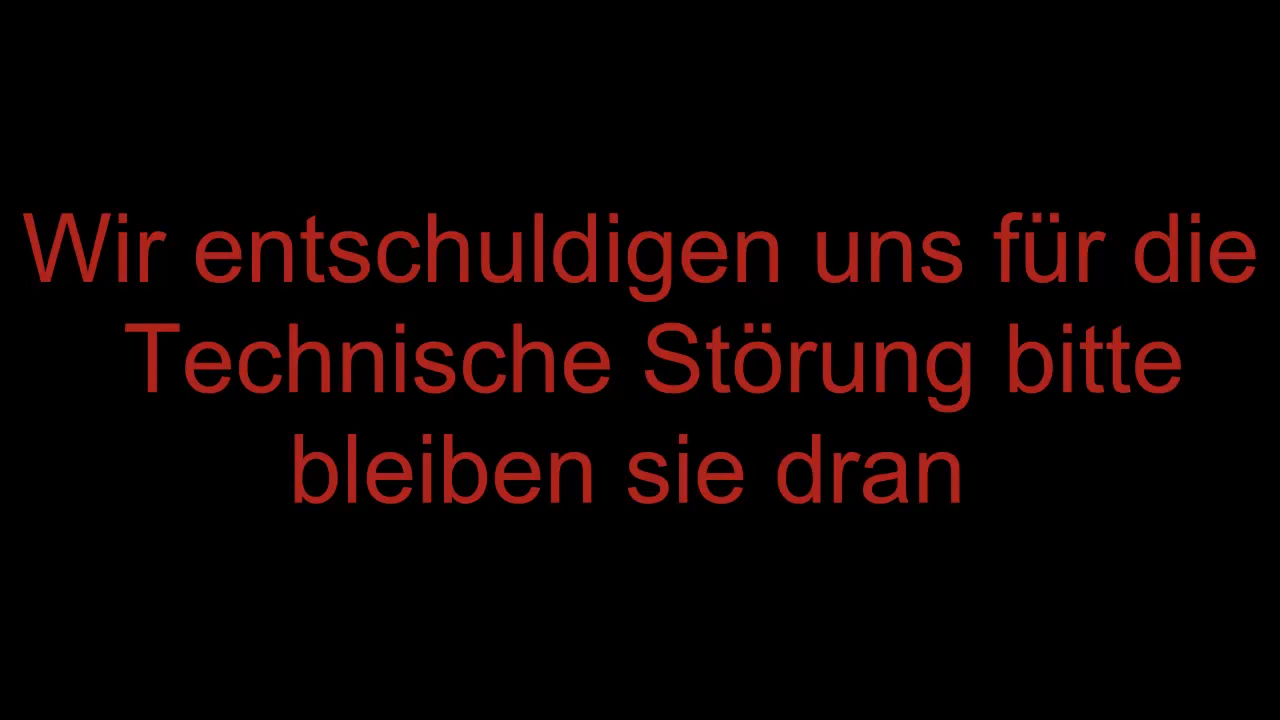 Wir entschuldigen uns für die
Technische Störung bitte
bleiben sie dran